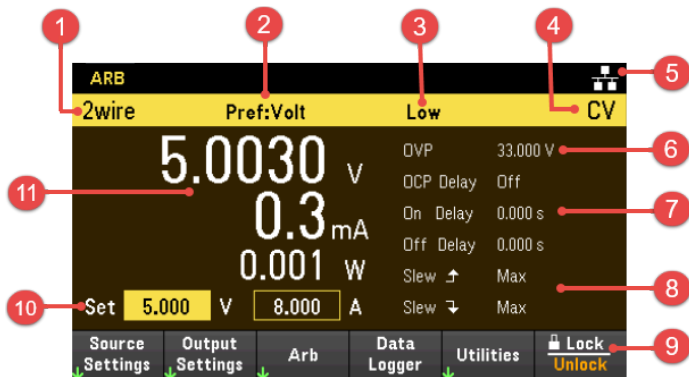 1 2 3 4
ARB 5
2wire Pref:Volt Low CV
5.0030 V OVP 33.000 V 6
OCP Delay Off
11 0.3 mA On Delay 0.000 s 7
Off Delay 0.000 s
0.001 W Slew Max
8
10 Set 5.000 V 8.000 A Slew Max
Source Settings Output Settings Arb Data Logger Utilities Lock Unlock 9